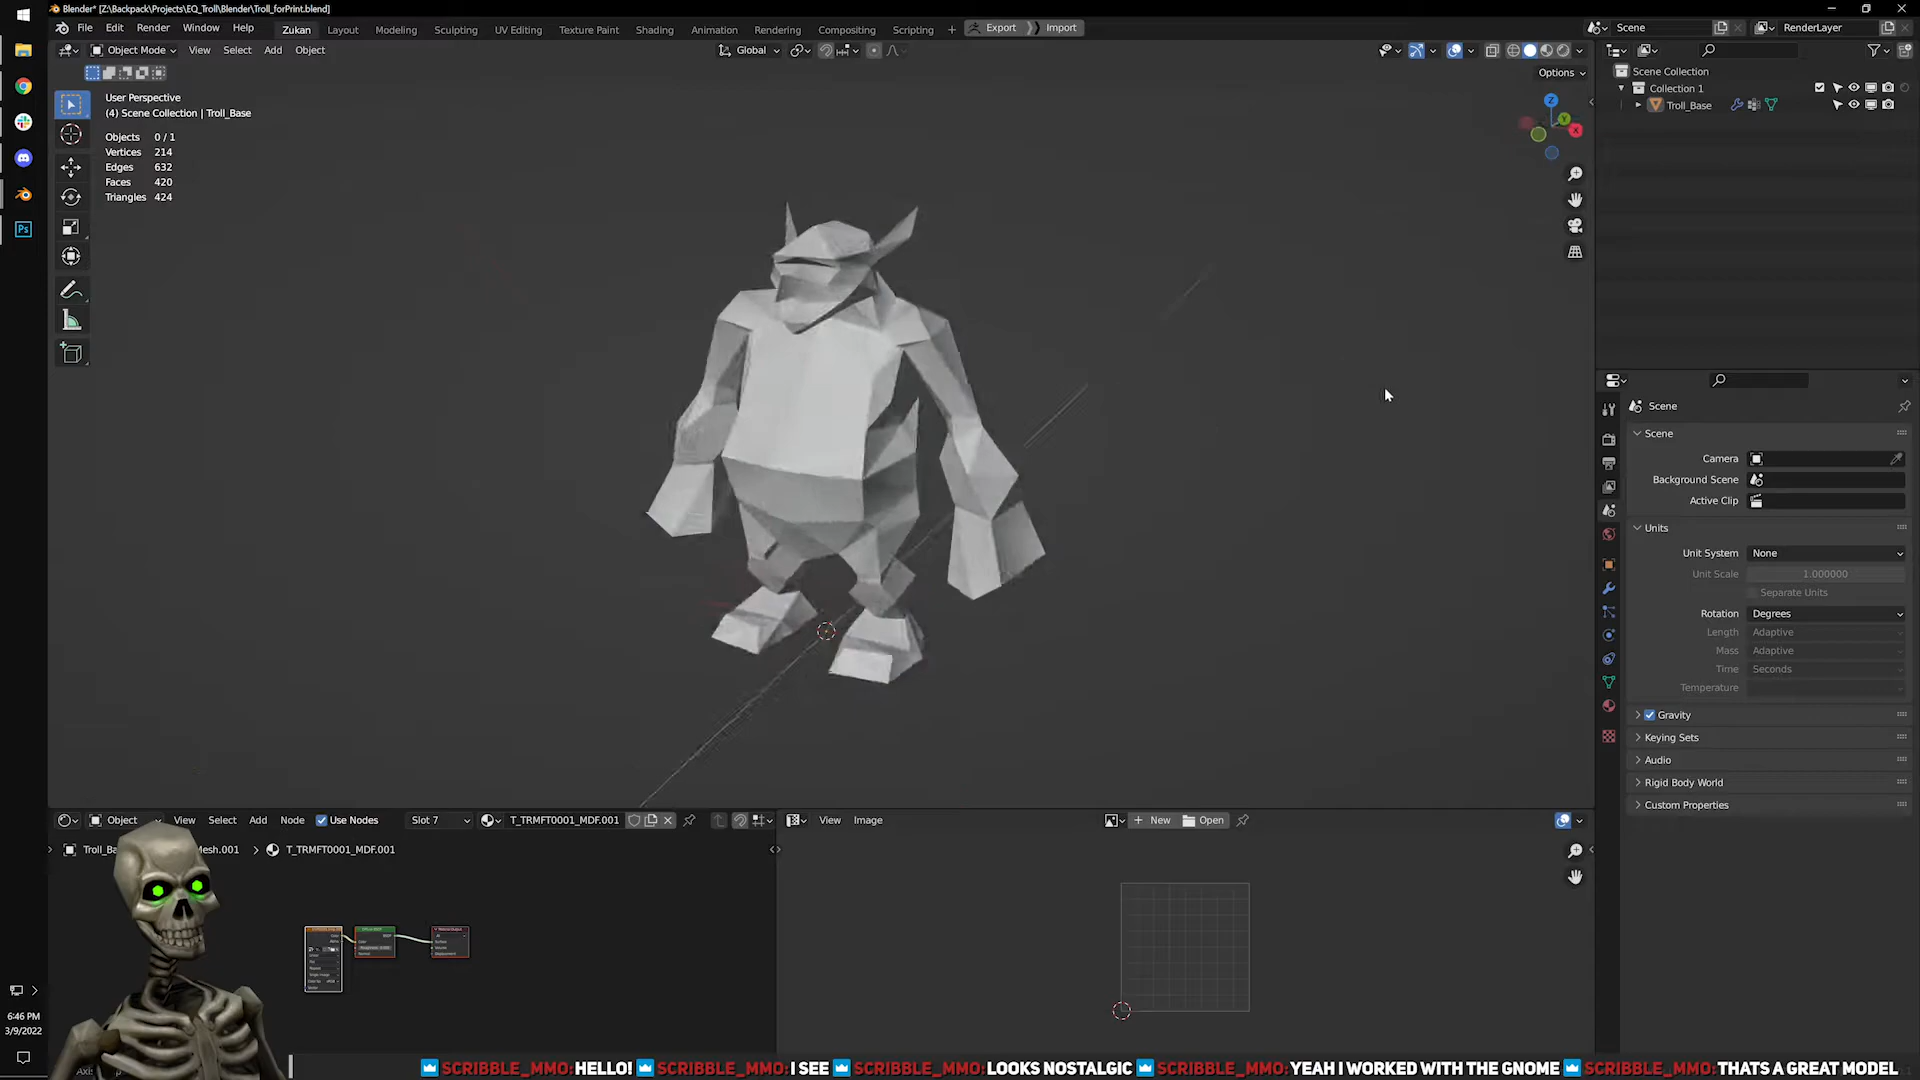 Blender* [Z:\Backpack\Projects\EQ_Troll\Blender\Troll_forPrint.blend]
File Edit Render Window Help Zukan Layout Modeling Sculpting UV Editing Texture Paint Shading Animation Rendering Compositing Scripting + Export Import Scene RenderLayer
Object Mode View Select Add Object Global
Options
User Perspective
(4) Scene Collection | Troll_Base
Objects 0 / 1
Vertices 214
Edges 632
Faces 420
Triangles 424
Z
X
Scene Collection
Collection 1
Troll_Base
Scene
Scene
Camera
Background Scene
Active Clip
Units
Unit System None
Unit Scale 1.000000
Separate Units
Rotation Degrees
Length Adaptive
Mass Adaptive
Time Seconds
Temperature
Gravity
Keying Sets
Audio
Rigid Body World
Custom Properties
Object View Select Add Node Use Nodes Slot 7 T_TRMFT0001_MDF.001
> T_TRMFT0001_MDF.001
View Image + New Open
Ps
6:46 PM
3/9/2022
SCRIBBLE_MMO: HELLO! SCRIBBLE_MMO: I SEE SCRIBBLE_MMO: LOOKS NOSTALGIC SCRIBBLE_MMO: YEAH I WORKED WITH THE GNOME SCRIBBLE_MMO: THATS A GREAT MODEL